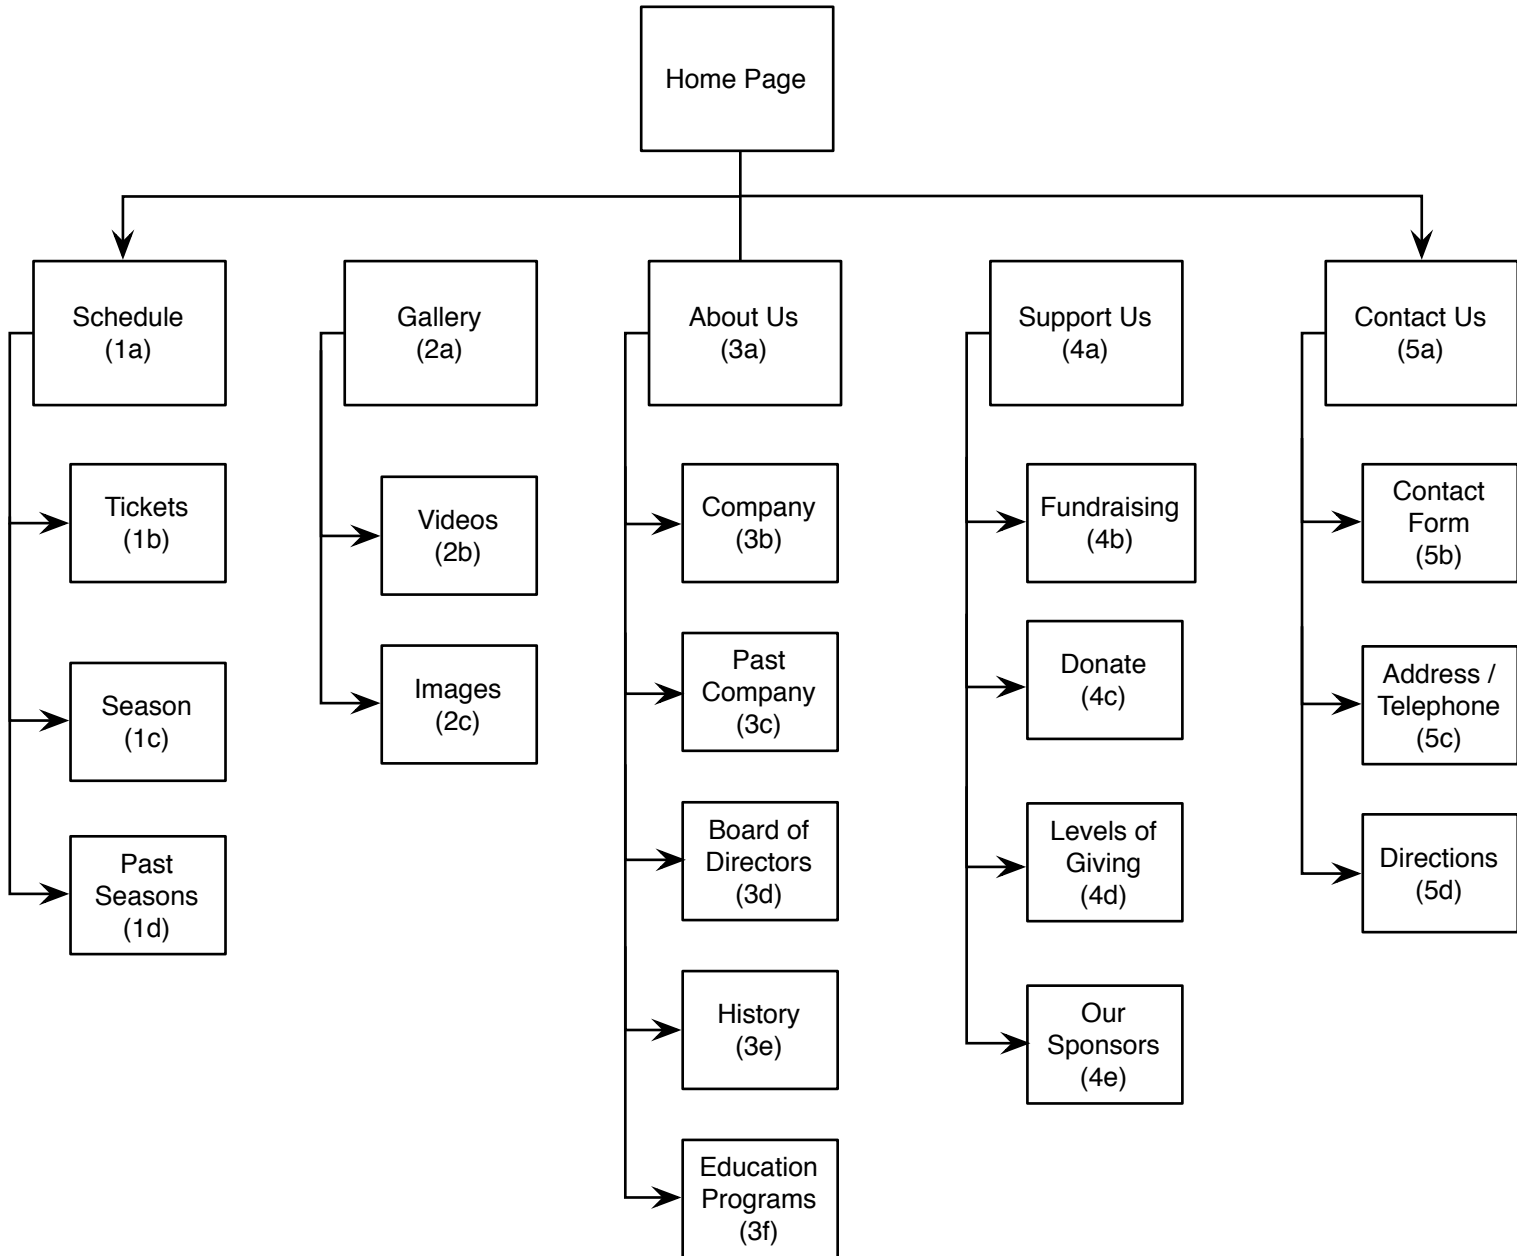 Home Page
Schedule
(1a)
Gallery
(2a)
About Us
(3a)
Support Us
(4a)
Contact Us
(5a)
Tickets
(1b)
Season
(1c)
Past
Seasons
(1d)
Videos
(2b)
Images
(2c)
Company
(3b)
Past
Company
(3c)
Board of
Directors
(3d)
History
(3e)
Education
Programs
(3f)
Fundraising
(4b)
Donate
(4c)
Levels of
Giving
(4d)
Our
Sponsors
(4e)
Contact
Form
(5b)
Address /
Telephone
(5c)
Directions
(5d)